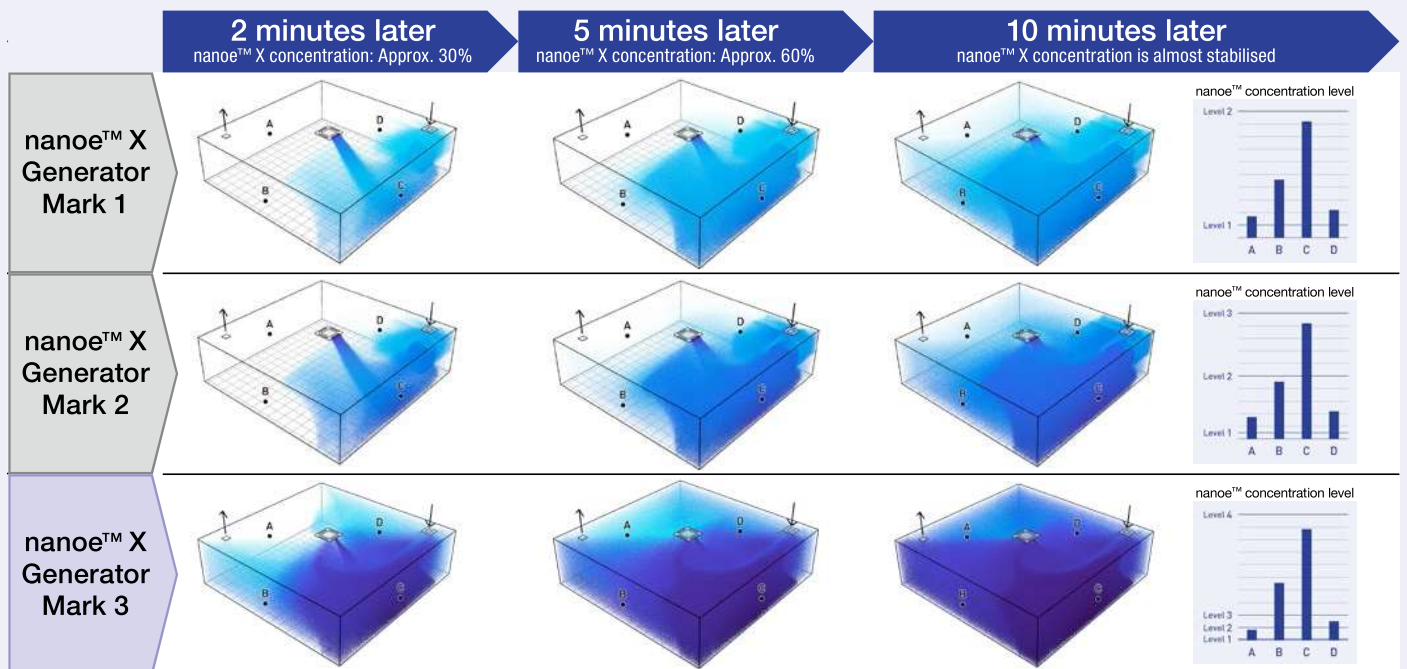 2 minutes later
nanoe™ X concentration: Approx. 30%
5 minutes later
nanoe™ X concentration: Approx. 60%
10 minutes later
nanoe™ X concentration is almost stabilised
nanoe™ X
Generator
Mark 1
A
D
B
C
A
D
B
C
A
D
B
C
nanoe™ concentration level
Level 2
Level 1
A B C D
nanoe™ X
Generator
Mark 2
A
D
B
C
A
D
B
C
A
D
B
C
nanoe™ concentration level
Level 3
Level 2
Level 1
A B C D
nanoe™ X
Generator
Mark 3
A
D
B
C
A
D
B
C
A
D
B
C
nanoe™ concentration level
Level 4
Level 3
Level 2
Level 1
A B C D